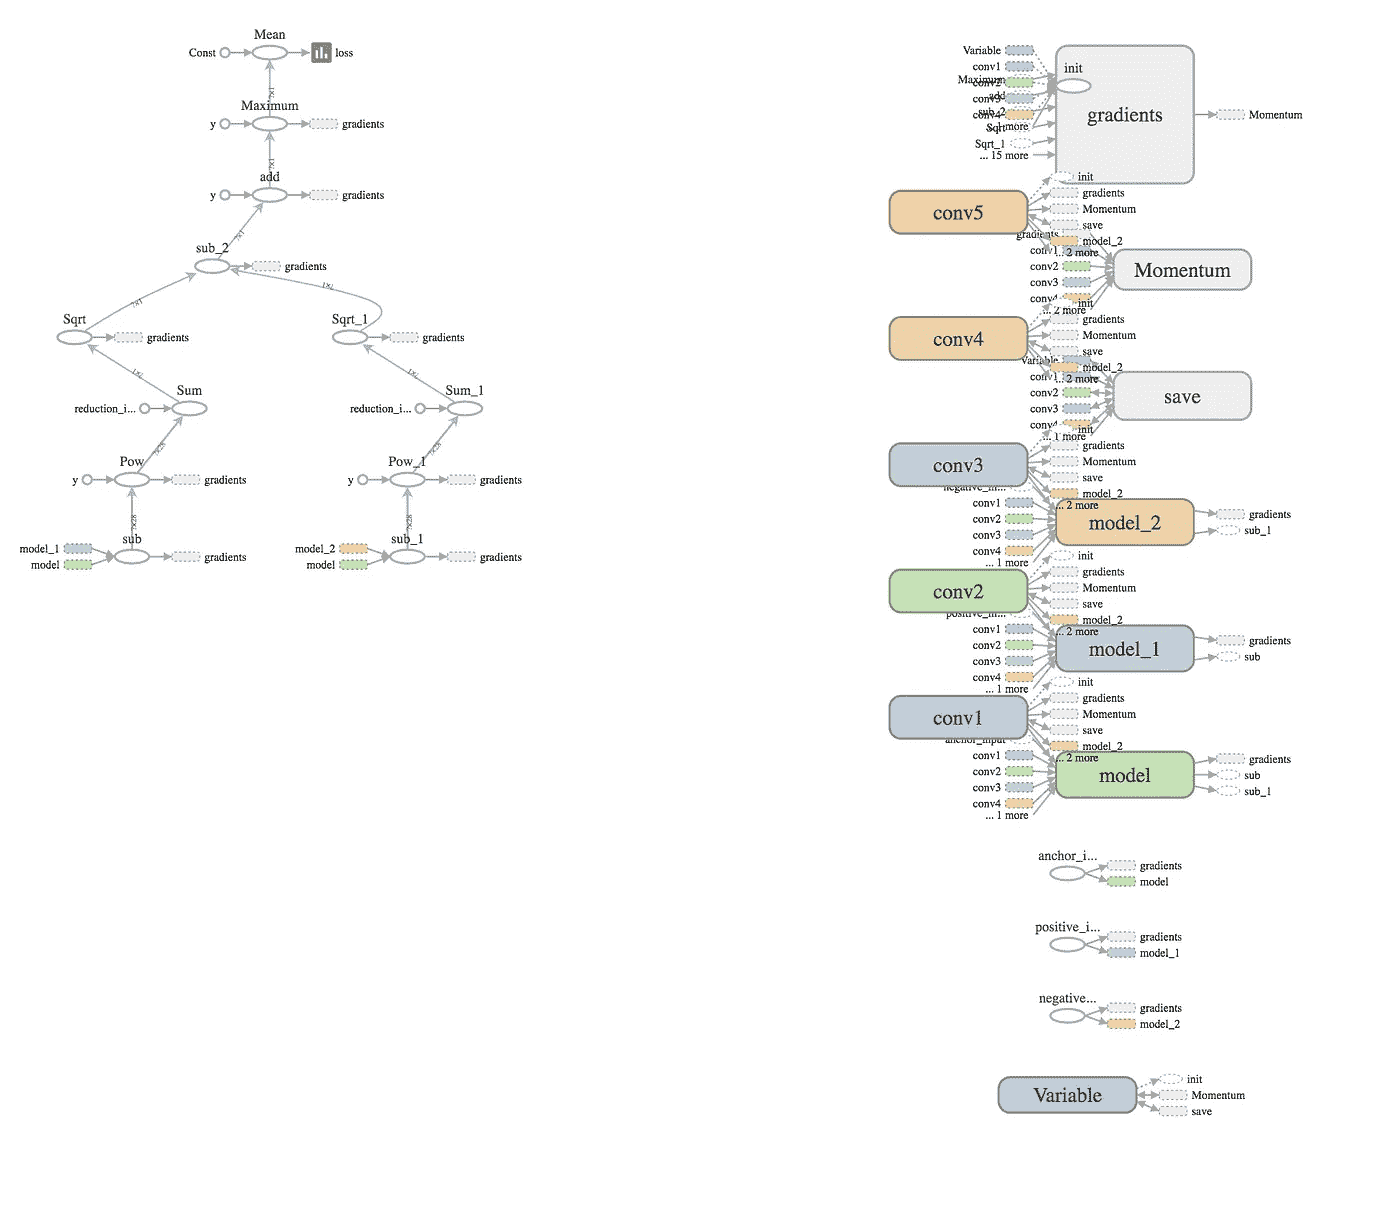 Mean
Const
loss
Maximum
y
gradients
add
y
gradients
sub_2
gradients
Sqrt
gradients
Sqrt_1
gradients
Sum
reduction_i...
Sum_1
reduction_i...
Pow
y
gradients
Pow_1
y
gradients
sub
model_1
model
gradients
sub_1
model_2
model
gradients
Variable
conv1
Maximum
conv2
add
conv3
sub_2
conv4
Sqrt
Sqrt_1
... 15 more
init
gradients
Momentum
conv5
init
gradients
Momentum
save
model_2
... 2 more
gradients
conv1
conv2
conv3
conv4
... 2 more
Momentum
conv4
init
gradients
Momentum
save
model_2
... 2 more
Variable
conv1
conv2
conv3
conv4
... 1 more
save
conv3
init
gradients
Momentum
save
model_2
... 2 more
conv1
conv2
conv3
conv4
... 1 more
model_2
gradients
sub_1
conv2
init
gradients
Momentum
save
model_2
... 2 more
conv1
conv2
conv3
conv4
... 1 more
model_1
gradients
sub
conv1
init
gradients
Momentum
save
model_2
... 2 more
anchor_input
conv1
conv2
conv3
conv4
... 1 more
model
gradients
sub
sub_1
anchor_i...
gradients
model
positive_i...
gradients
model_1
negative...
gradients
model_2
Variable
init
Momentum
save